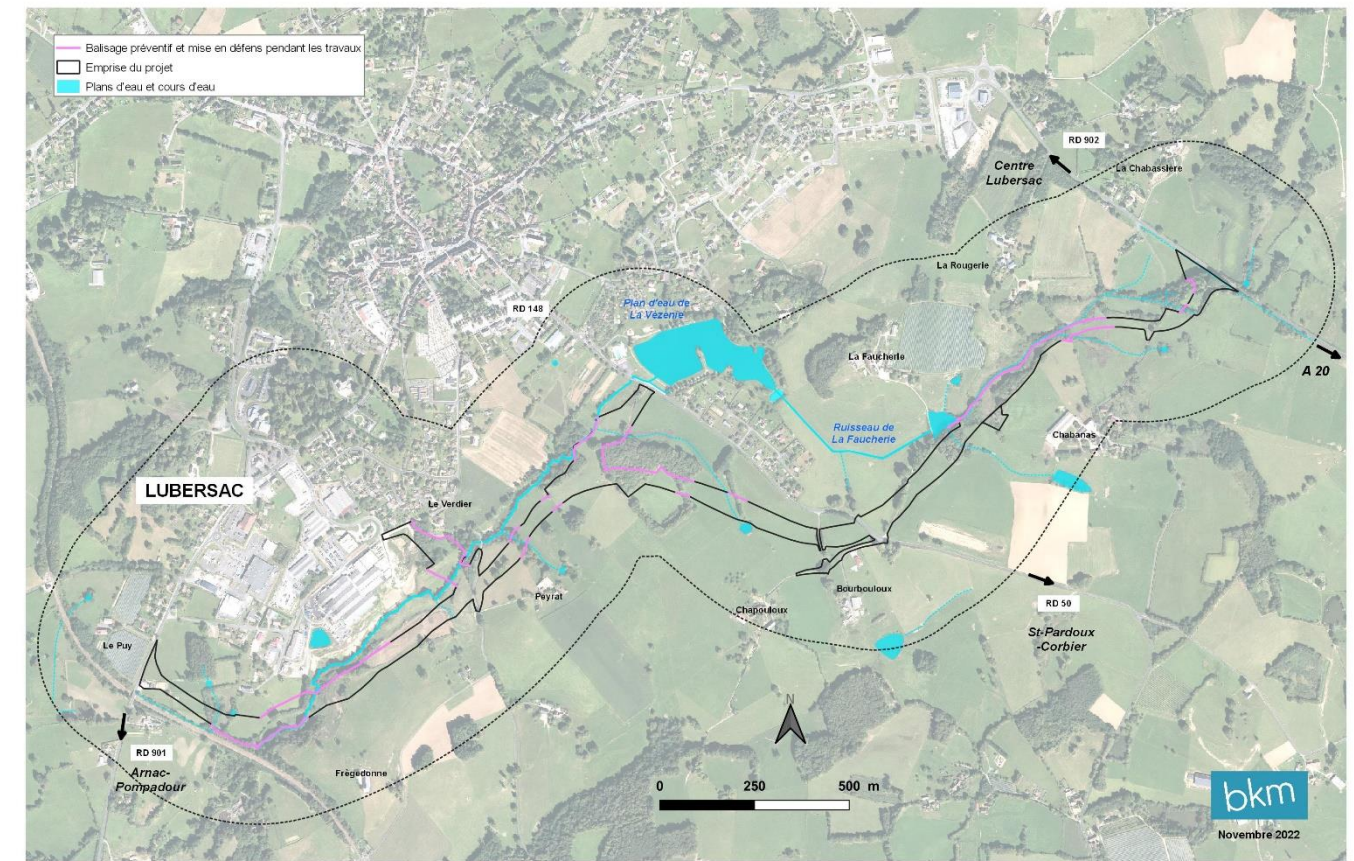 Balisage préventif et mise en défens pendant les travaux
Emprise du projet
Plans d'eau et cours d'eau
RD 902
Centre
Lubersac
La Chabassière
La Rougerie
Plan d'eau de
La Vézénie
RD 148
La Faucherie
A 20
Ruisseau de
La Faucherie
Chabanas
LUBERSAC
Le Verdier
Peyrat
Bourbouloux
Chapouloux
RD 50
St-Pardoux
-Corbier
Le Puy
N
RD 901
Arnac-
Pompadour
Frègedonne
0 250 500 m
bkm
Novembre 2022